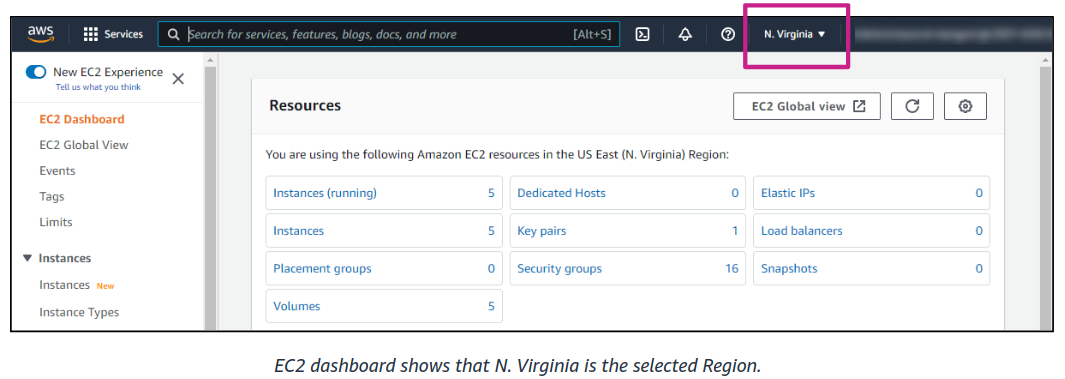 aws Services Search for services, features, blogs, docs, and more [Alt+S] N. Virginia
New EC2 Experience
Tell us what you think
EC2 Dashboard
EC2 Global View
Events
Tags
Limits
Instances
Instances New
Instance Types
Resources
EC2 Global view
You are using the following Amazon EC2 resources in the US East (N. Virginia) Region:
Instances (running) 5 Dedicated Hosts 0 Elastic IPs 0
Instances 5 Key pairs 1 Load balancers 0
Placement groups 0 Security groups 16 Snapshots 0
Volumes 5
EC2 dashboard shows that N. Virginia is the selected Region.